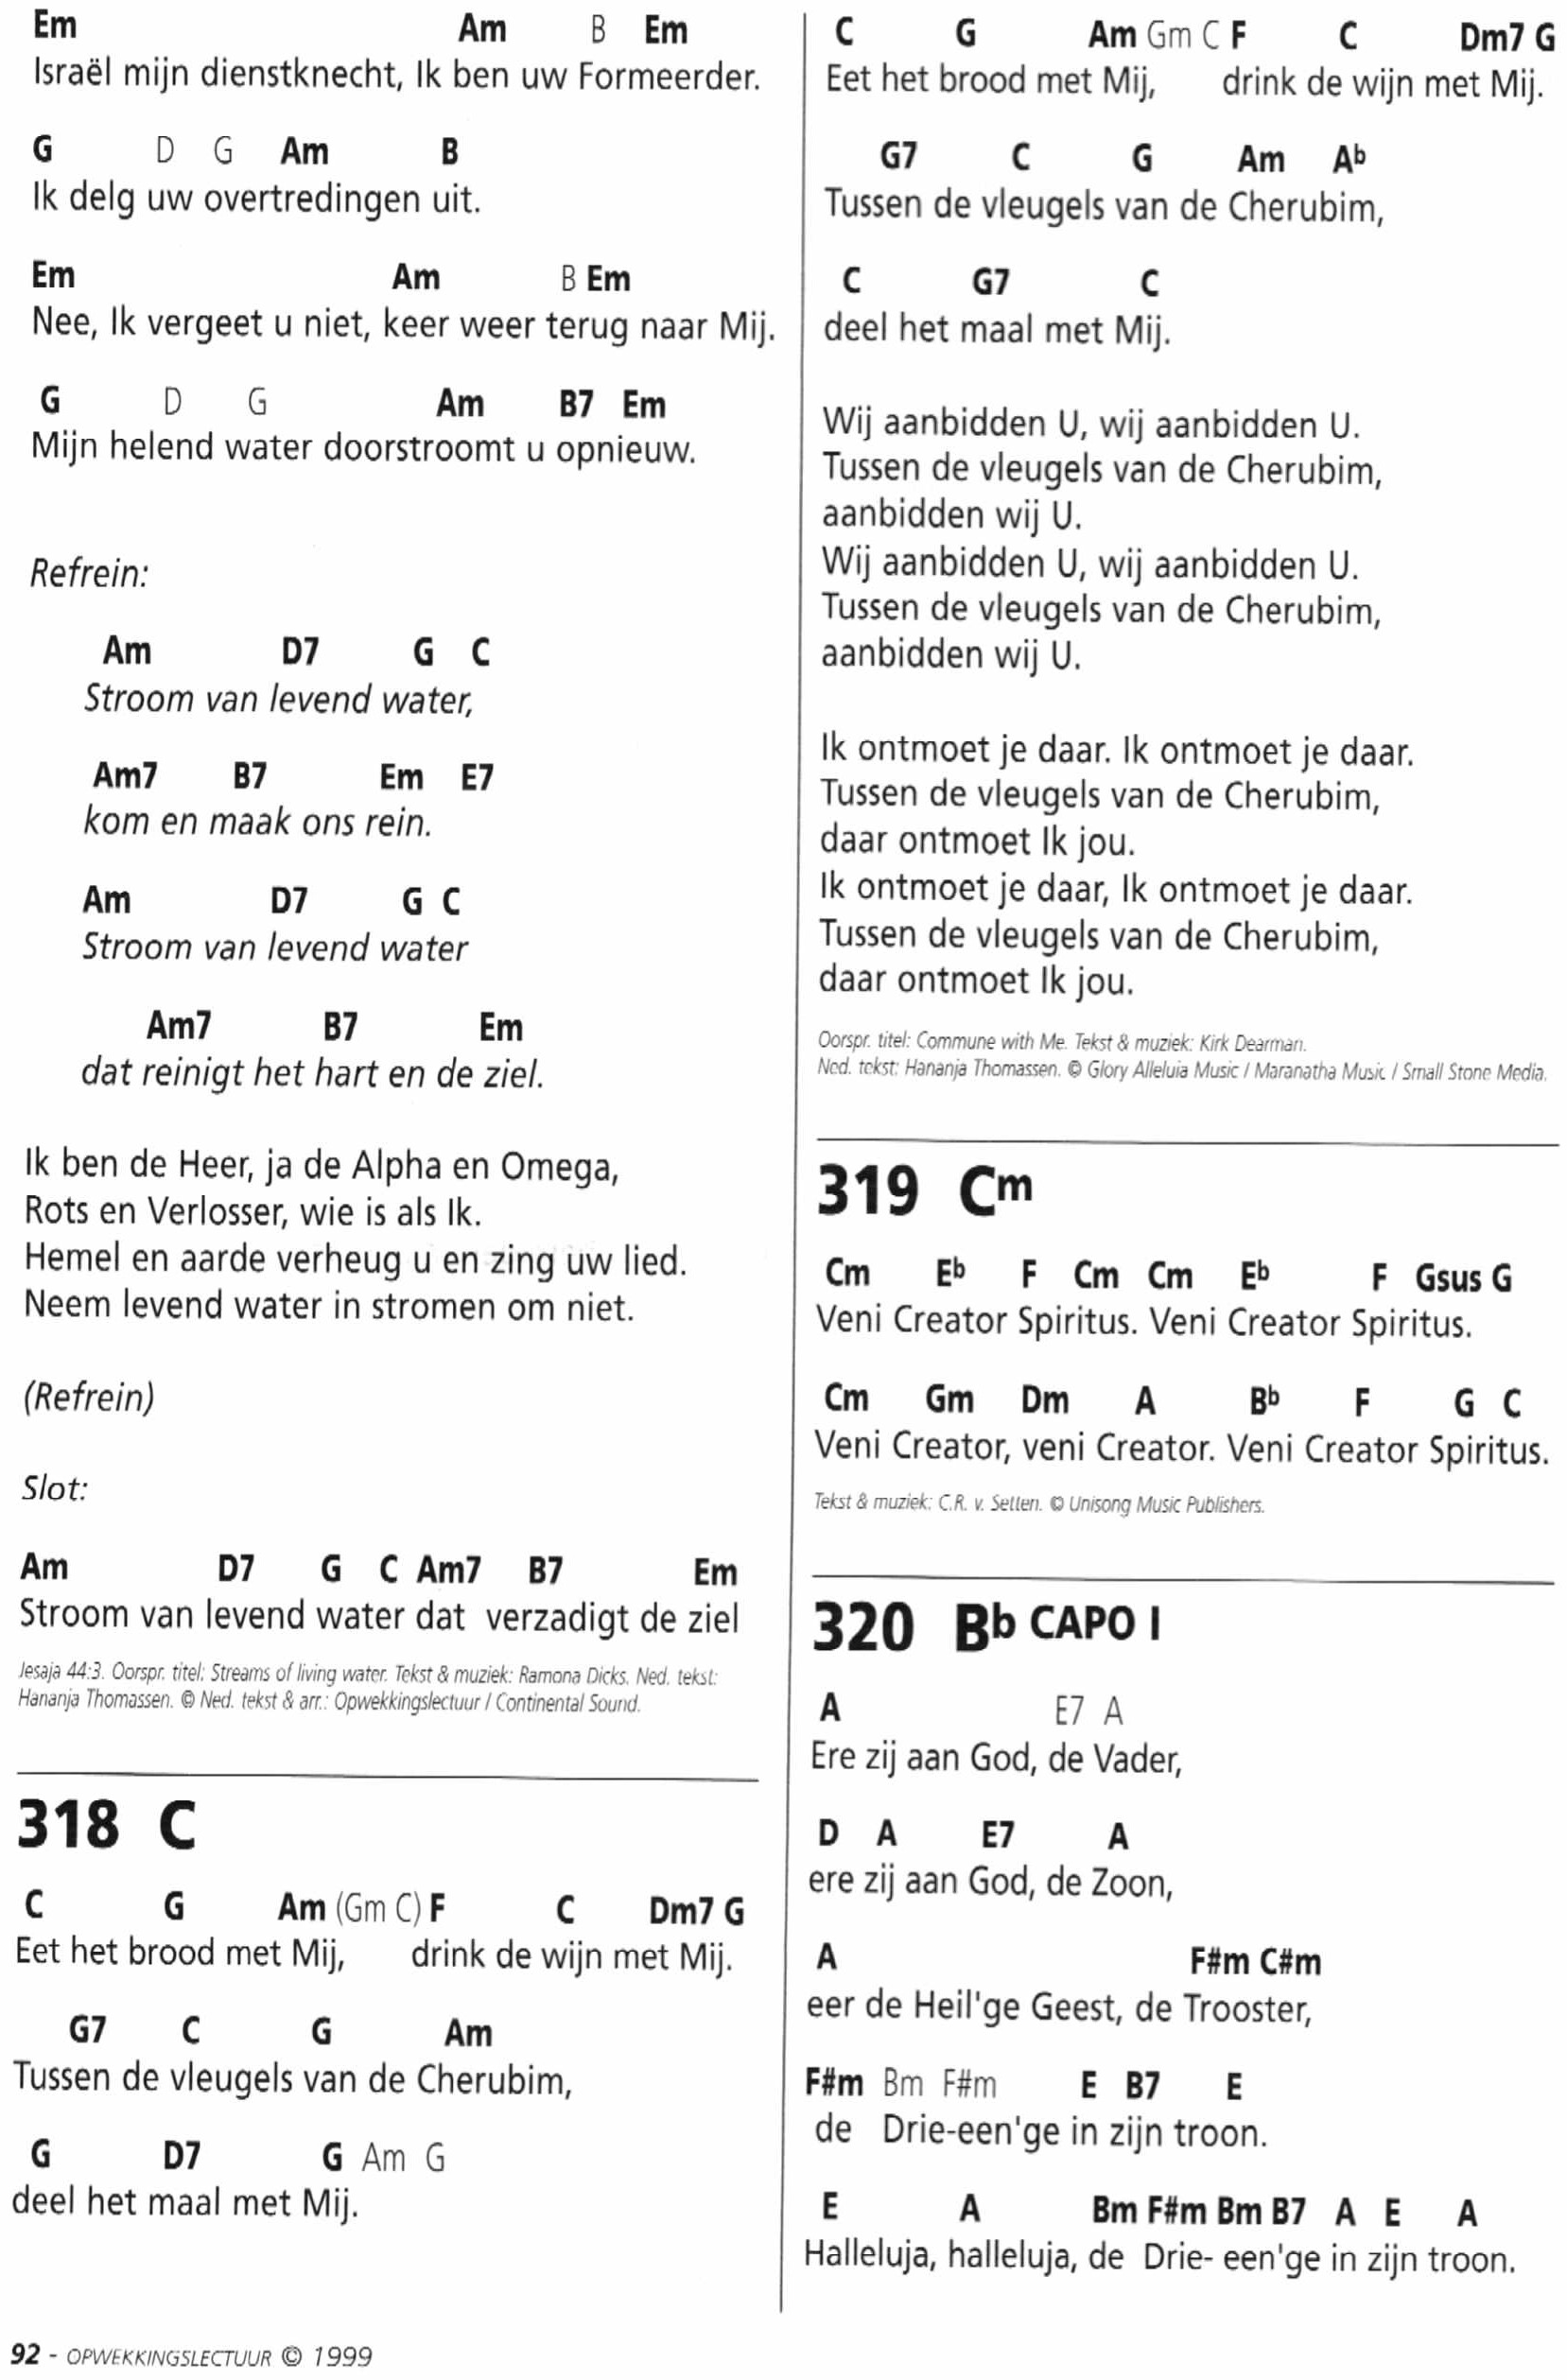 Em Am B Em
Israël mijn dienstknecht, Ik ben uw Formeerder.
G D G Am B
Ik delg uw overtredingen uit.
Em Am B Em
Nee, Ik vergeet u niet, keer weer terug naar Mij.
G D G Am B7 Em
Mijn helend water doorstroomt u opnieuw.
Refrein:
Am D7 G C
Stroom van levend water,
Am7 B7 Em E7
kom en maak ons rein.
Am D7 G C
Stroom van levend water
Am7 B7 Em
dat reinigt het hart en de ziel.
Ik ben de Heer, ja de Alpha en Omega,
Rots en Verlosser, wie is als Ik.
Hemel en aarde verheug u en zing uw lied.
Neem levend water in stromen om niet.
(Refrein)
Slot:
Am D7 G C Am7 B7 Em
Stroom van levend water dat verzadigt de ziel
Jesaja 44:3. Oorspr. titel: Streams of living water. Tekst & muziek: Ramona Dicks. Ned. tekst:
Hananja Thomassen. © Ned. tekst & arr.: Opwekkingslectuur / Continental Sound.
318 C
C G Am (Gm C) F C Dm7 G
Eet het brood met Mij, drink de wijn met Mij.
G7 C G Am
Tussen de vleugels van de Cherubim,
G D7 G Am G
deel het maal met Mij.
C G Am Gm C F C Dm7 G
Eet het brood met Mij, drink de wijn met Mij.
G7 C G Am Ab
Tussen de vleugels van de Cherubim,
C G7 C
deel het maal met Mij.
Wij aanbidden U, wij aanbidden U.
Tussen de vleugels van de Cherubim,
aanbidden wij U.
Wij aanbidden U, wij aanbidden U.
Tussen de vleugels van de Cherubim,
aanbidden wij U.
Ik ontmoet je daar. Ik ontmoet je daar.
Tussen de vleugels van de Cherubim,
daar ontmoet Ik jou.
Ik ontmoet je daar, Ik ontmoet je daar.
Tussen de vleugels van de Cherubim,
daar ontmoet Ik jou.
Oorspr. titel: Commune with Me. Tekst & muziek: Kirk Dearman.
Ned. tekst: Hananja Thomassen. © Glory Alleluia Music / Maranatha Music / Small Stone Media.
319 Cm
Cm Eb F Cm Cm Eb F Gsus G
Veni Creator Spiritus. Veni Creator Spiritus.
Cm Gm Dm A Bb F G C
Veni Creator, veni Creator. Veni Creator Spiritus.
Tekst & muziek: C.R. v. Setten. © Unisong Music Publishers.
320 Bb CAPO I
A E7 A
Ere zij aan God, de Vader,
D A E7 A
ere zij aan God, de Zoon,
A F#m C#m
eer de Heil'ge Geest, de Trooster,
F#m Bm F#m E B7 E
de Drie-een'ge in zijn troon.
E A Bm F#m Bm B7 A E A
Halleluja, halleluja, de Drie- een'ge in zijn troon.
92 - OPWEKKINGSLECTUUR © 1999